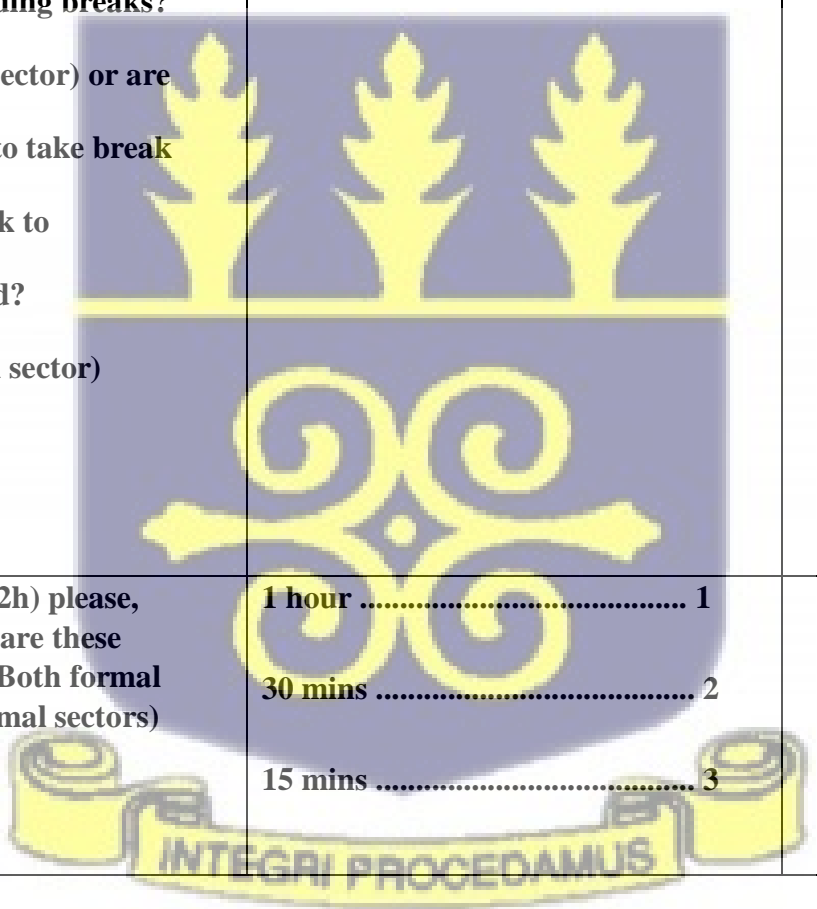 breaks?
ector) or are
to take break
k to
d?
sector)
2h) please,
are these
Both formal
mal sectors)
1 hour ........................................ 1
30 mins ....................................... 2
15 mins ....................................... 3
INTEGRI PROCEDAMUS